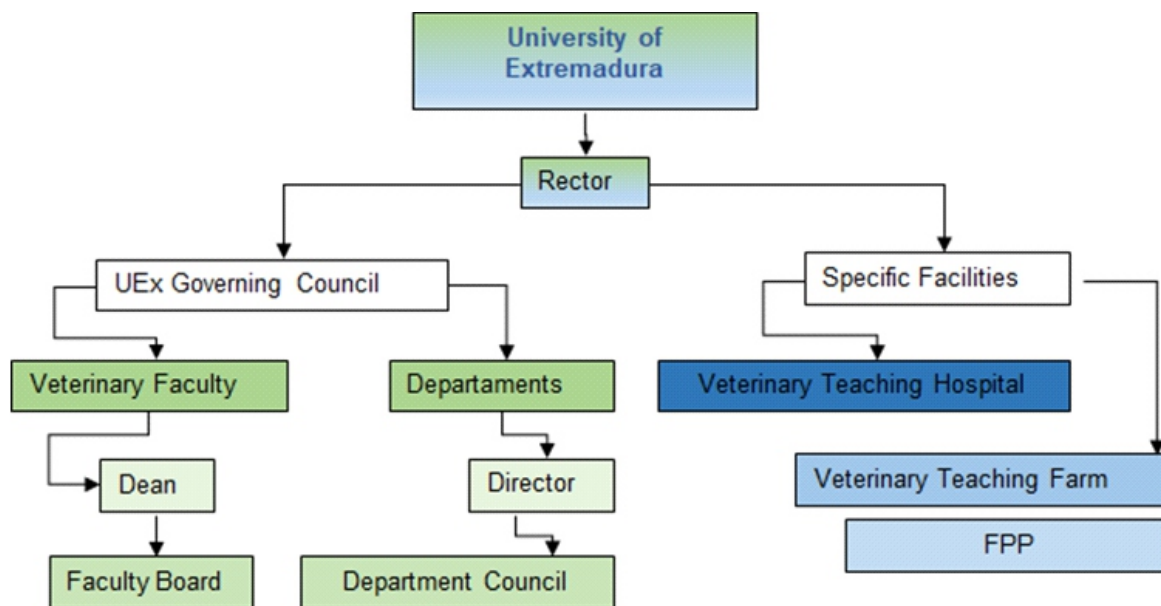 University of
Extremadura
Rector
UEx Governing Council
Specific Facilities
Veterinary Faculty
Departaments
Veterinary Teaching Hospital
Dean
Director
Veterinary Teaching Farm
FPP
Faculty Board
Department Council